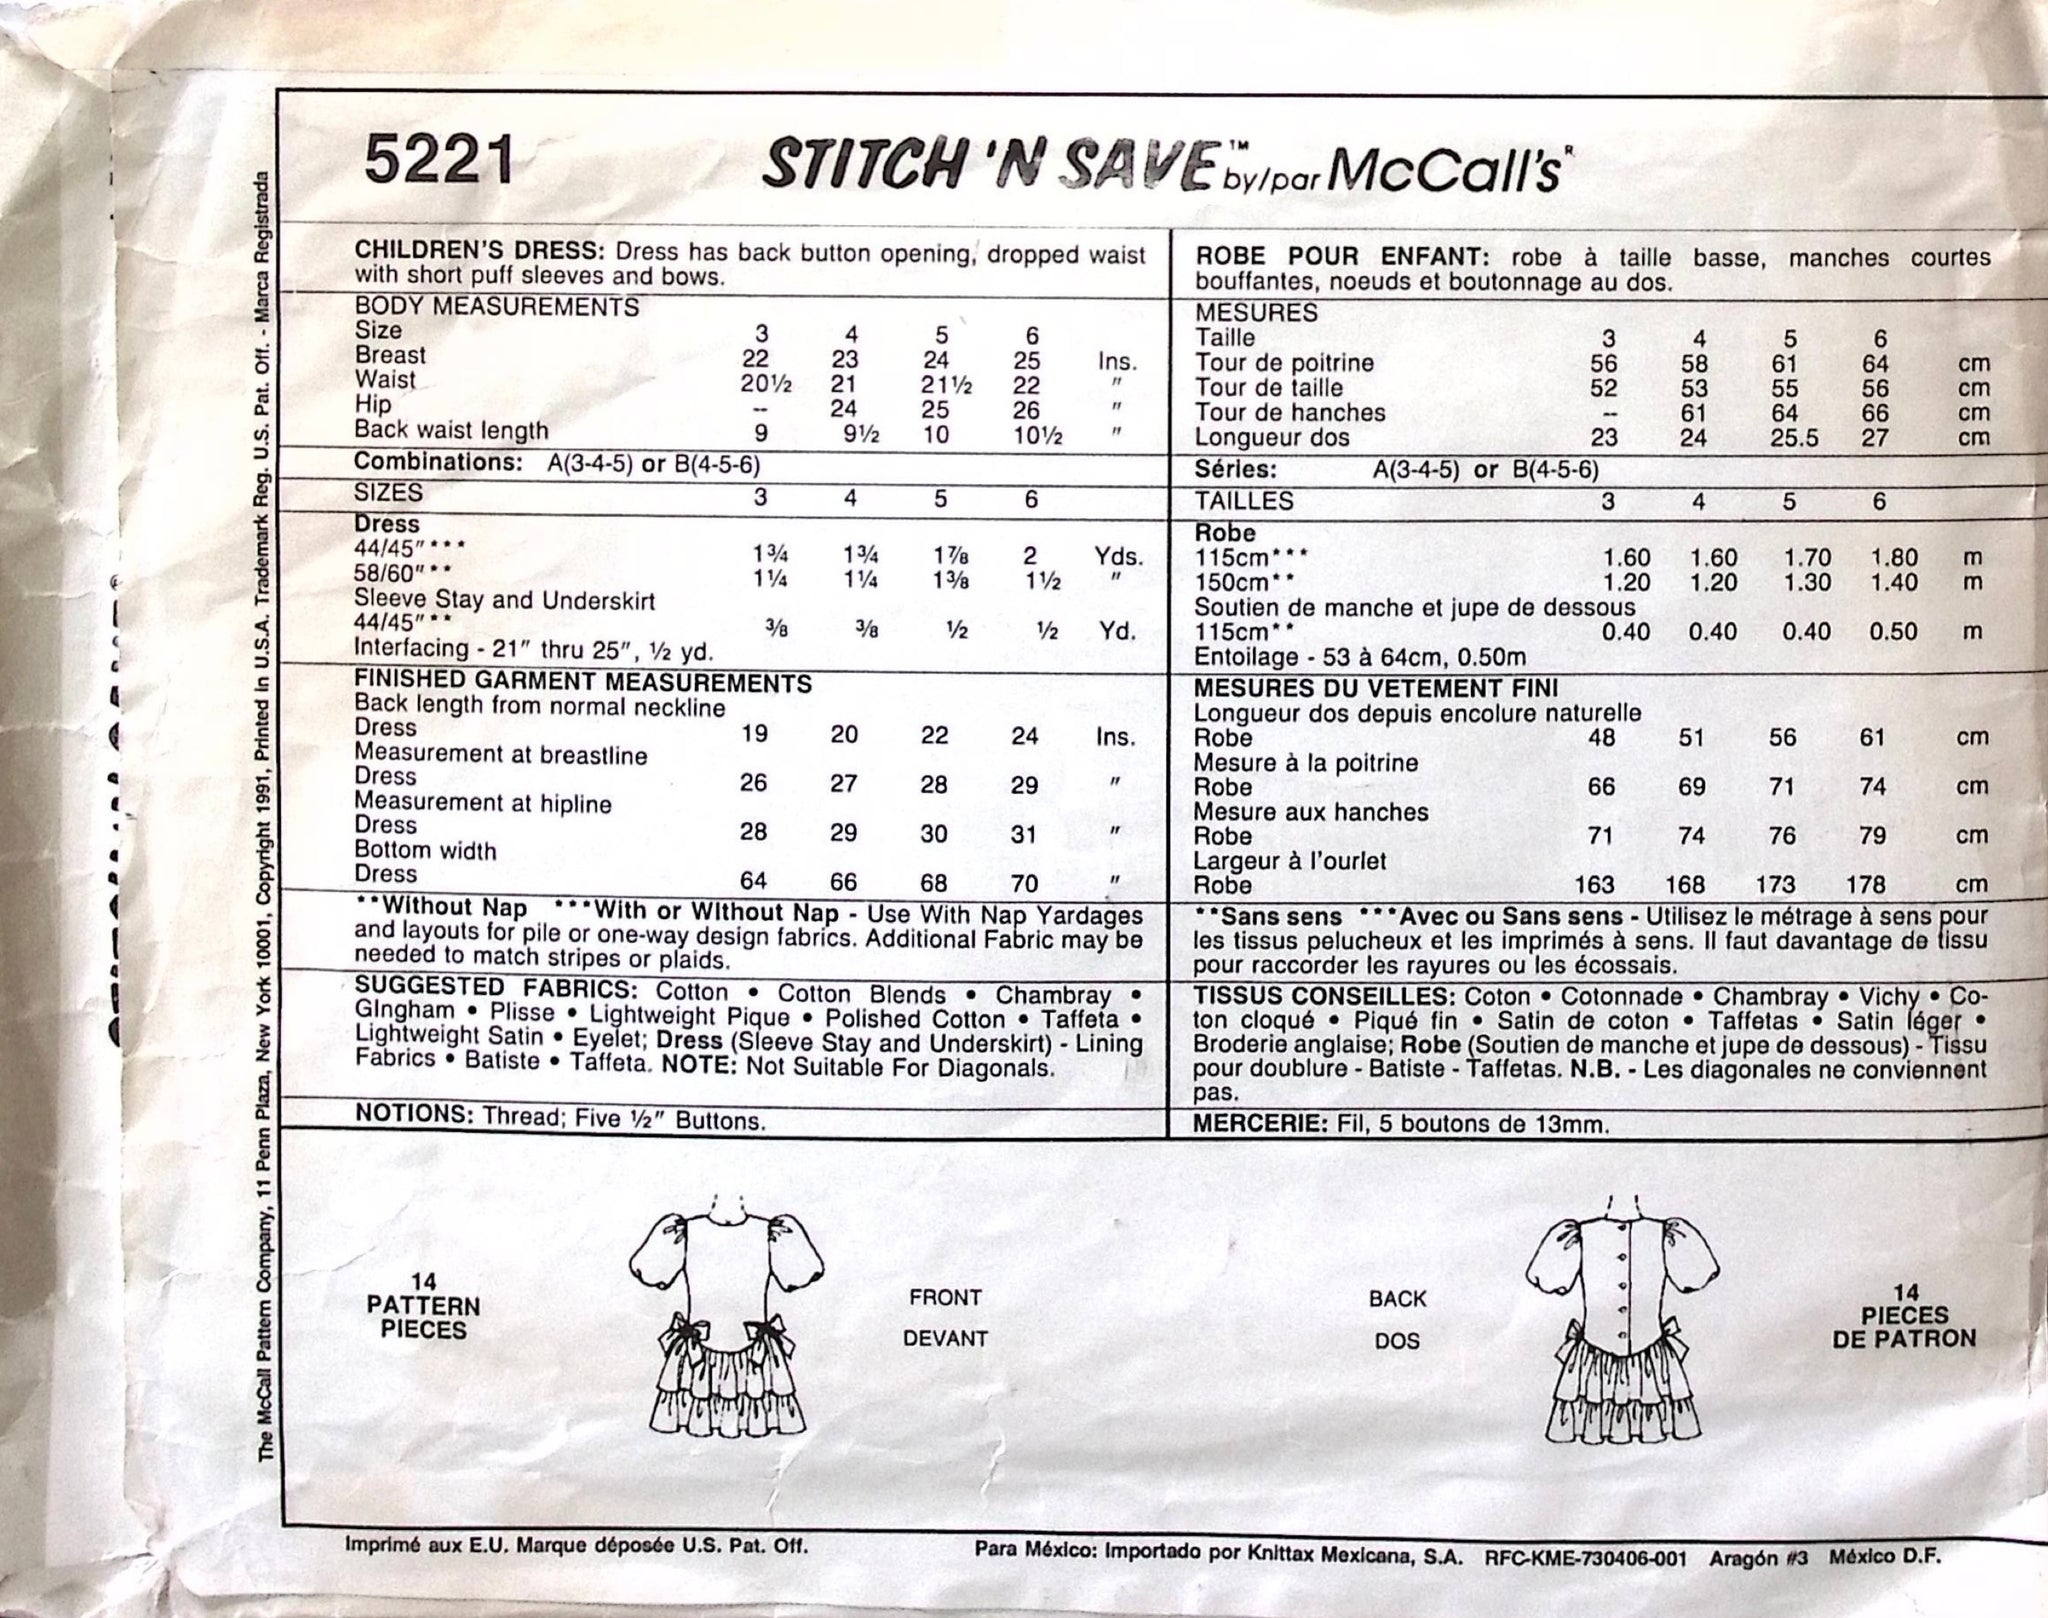 5221
STITCH 'N SAVE™ by/par McCall's®
CHILDREN'S DRESS: Dress has back button opening, dropped waist
with short puff sleeves and bows.
BODY MEASUREMENTS
Size 3 4 5 6
Breast 22 23 24 25 Ins.
Waist 20½ 21 21½ 22 "
Hip -- 24 25 26 "
Back waist length 9 9½ 10 10½ "
Combinations: A(3-4-5) or B(4-5-6)
SIZES 3 4 5 6
Dress
44/45"*** 1¾ 1¾ 1⅞ 2 Yds.
58/60"** 1¼ 1¼ 1⅜ 1½ "
Sleeve Stay and Underskirt
44/45"** ⅜ ⅜ ½ ½ Yd.
Interfacing - 21" thru 25", ½ yd.
FINISHED GARMENT MEASUREMENTS
Back length from normal neckline
Dress 19 20 22 24 Ins.
Measurement at breastline
Dress 26 27 28 29 "
Measurement at hipline
Dress 28 29 30 31 "
Bottom width
Dress 64 66 68 70 "
**Without Nap ***With or Without Nap - Use With Nap Yardages
and layouts for pile or one-way design fabrics. Additional Fabric may be
needed to match stripes or plaids.
SUGGESTED FABRICS: Cotton • Cotton Blends • Chambray •
Gingham • Plisse • Lightweight Pique • Polished Cotton • Taffeta •
Lightweight Satin • Eyelet; Dress (Sleeve Stay and Underskirt) - Lining
Fabrics • Batiste • Taffeta. NOTE: Not Suitable For Diagonals.
NOTIONS: Thread; Five ½" Buttons.
ROBE POUR ENFANT: robe à taille basse, manches courtes
bouffantes, noeuds et boutonnage au dos.
MESURES
Taille 3 4 5 6
Tour de poitrine 56 58 61 64 cm
Tour de taille 52 53 55 56 cm
Tour de hanches -- 61 64 66 cm
Longueur dos 23 24 25.5 27 cm
Séries: A(3-4-5) or B(4-5-6)
TAILLES 3 4 5 6
Robe
115cm*** 1.60 1.60 1.70 1.80 m
150cm** 1.20 1.20 1.30 1.40 m
Soutien de manche et jupe de dessous
115cm** 0.40 0.40 0.40 0.50 m
Entoilage - 53 à 64cm, 0.50m
MESURES DU VETEMENT FINI
Longueur dos depuis encolure naturelle
Robe 48 51 56 61 cm
Mesure à la poitrine
Robe 66 69 71 74 cm
Mesure aux hanches
Robe 71 74 76 79 cm
Largeur à l'ourlet
Robe 163 168 173 178 cm
**Sans sens ***Avec ou Sans sens - Utilisez le métrage à sens pour
les tissus pelucheux et les imprimés à sens. Il faut davantage de tissu
pour raccorder les rayures ou les écossais.
TISSUS CONSEILLES: Coton • Cotonnade • Chambray • Vichy • Co-
ton cloqué • Piqué fin • Satin de coton • Taffetas • Satin léger •
Broderie anglaise; Robe (Soutien de manche et jupe de dessous) - Tissu
pour doublure - Batiste - Taffetas. N.B. - Les diagonales ne conviennent
pas.
MERCERIE: Fil, 5 boutons de 13mm.
14
PATTERN
PIECES
FRONT
DEVANT
BACK
DOS
14
PIECES
DE PATRON
Imprimé aux E.U. Marque déposée U.S. Pat. Off.
Para México: Importado por Knittax Mexicana, S.A. RFC-KME-730406-001 Aragón #3 México D.F.
The McCall Pattern Company, 11 Penn Plaza, New York 10001, Copyright 1991, Printed in U.S.A. Trademark Reg. U.S. Pat. Off. - Marca Registrada